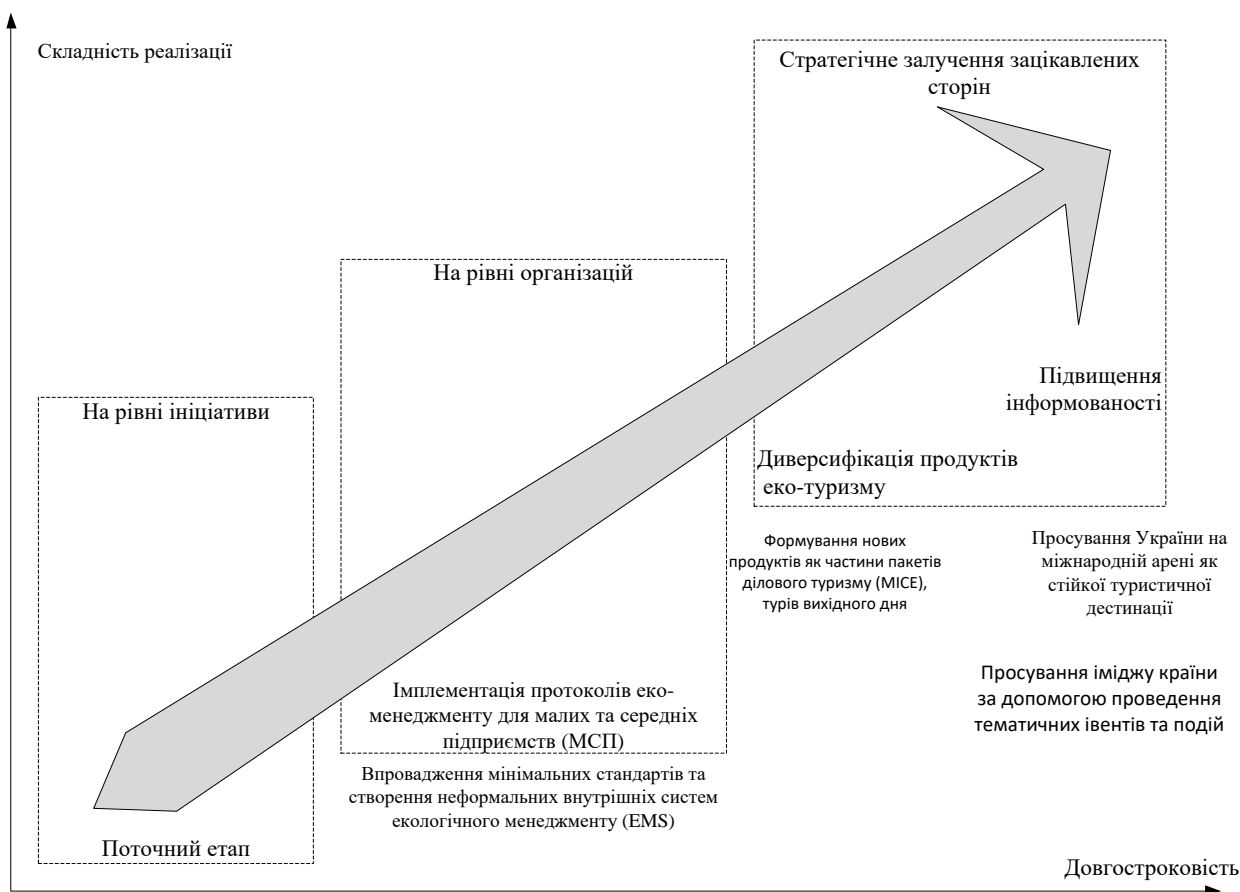 Складність реалізації
Стратегічне залучення зацікавлених
сторін
На рівні організацій
Підвищення
інформованості
На рівні ініціативи
Диверсифікація продуктів
еко-туризму
Формування нових
продуктів як частини пакетів
ділового туризму (MICE),
турів вихідного дня
Просування України на
міжнародній арені як
стійкої туристичної
дестинації
Імплементація протоколів еко-
менеджменту для малих та середніх
підприємств (МСП)
Просування іміджу країни
за допомогою проведення
тематичних івентів та подій
Впровадження мінімальних стандартів та
створення неформальних внутрішніх систем
екологічного менеджменту (EMS)
Поточний етап
Довгостроковість